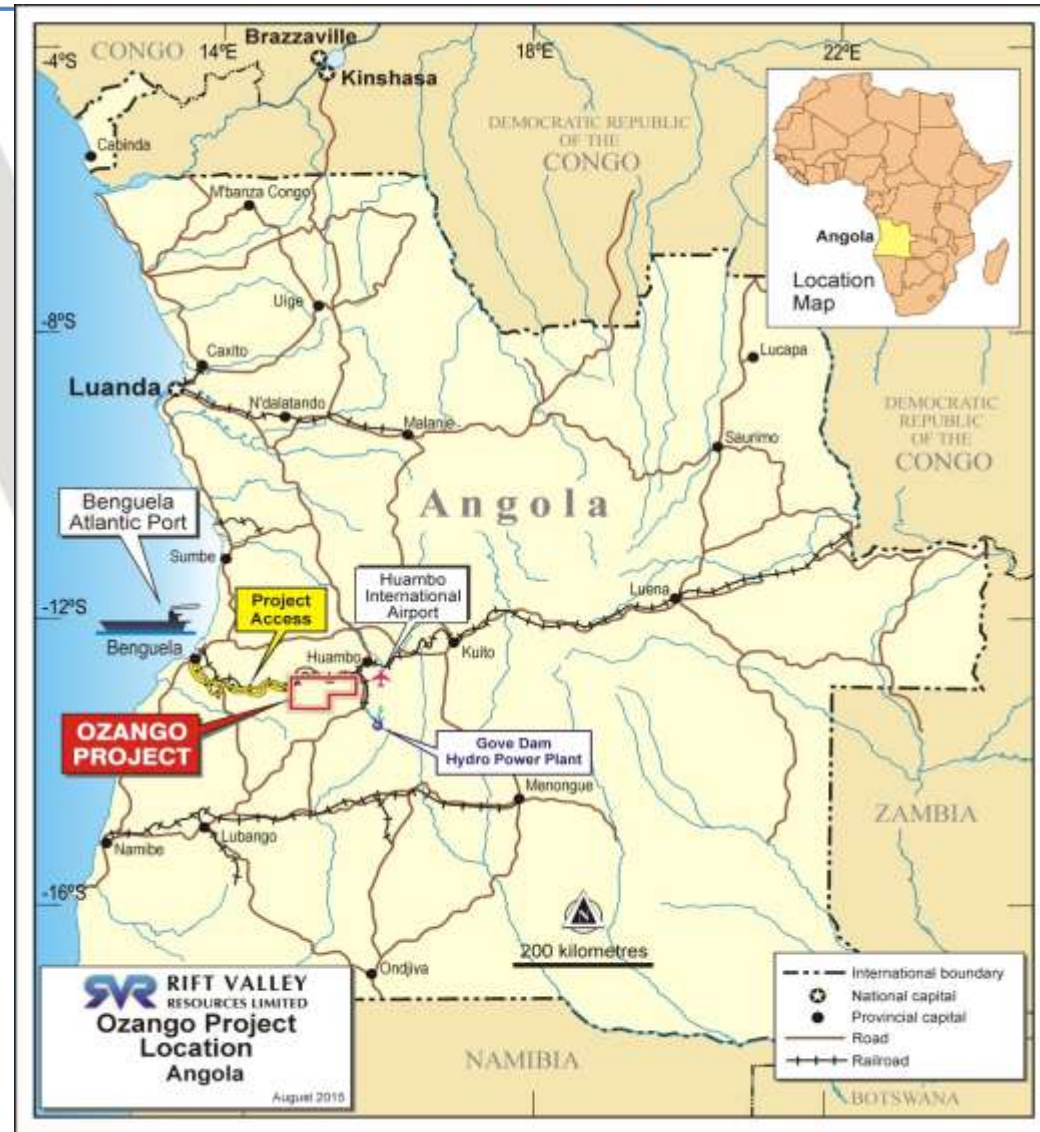 CONGO
14ºE
Brazzaville
18ºE
22ºE
-4ºS
Kinshasa
Cabinda
DEMOCRATIC REPUBLIC
OF THE
CONGO
M'banza Congo
Angola
Location
Map
Uige
-8ºS
Caxito
Lucapa
Luanda
N'dalatando
Malanje
DEMOCRATIC
REPUBLIC
OF THE
CONGO
Saurimo
Angola
Benguela
Atlantic Port
Sumbe
Huambo
International
Airport
Luena
-12ºS
Project
Access
Benguela
Huambo
Kuito
OZANGO
PROJECT
Gove Dam
Hydro Power Plant
Menongue
ZAMBIA
Lubango
Namibe
-16ºS
200 kilometres
Ondjiva
SVR RIFT VALLEY
RESOURCES LIMITED
Ozango Project
Location
Angola
August 2015
NAMIBIA
International boundary
National capital
Provincial capital
Road
Railroad
BOTSWANA